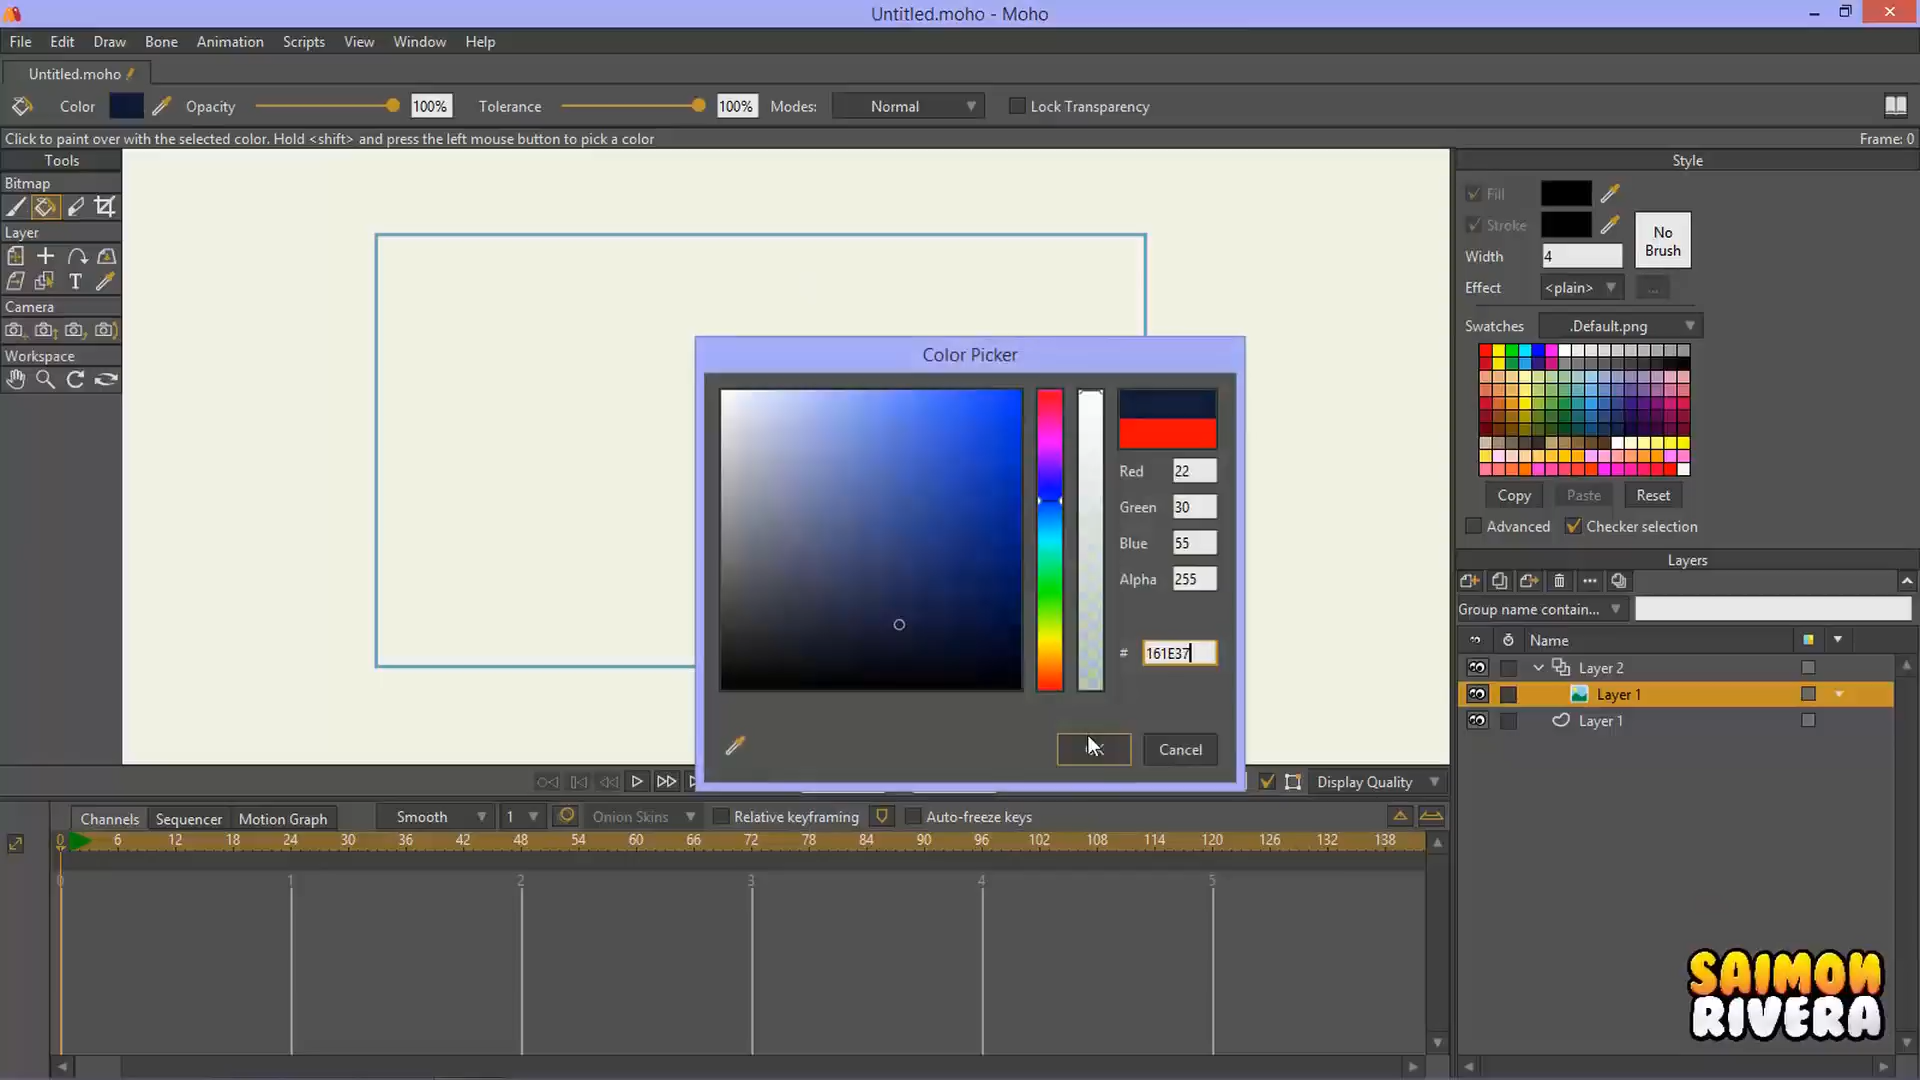 Untitled.moho - Moho
File Edit Draw Bone Animation Scripts View Window Help
Untitled.moho
Color Opacity 100% Tolerance 100% Modes: Normal Lock Transparency
Click to paint over with the selected color. Hold <shift> and press the left mouse button to pick a color Frame: 0
Tools
Bitmap
Layer
T
Camera
Workspace
Style
Fill
Stroke
No
Brush
Width 4
Effect <plain> ...
Swatches .Default.png
Copy Paste Reset
Advanced Checker selection
Layers
Group name contain...
Name
Layer 2
Layer 1
Layer 1
Color Picker
Red 22
Green 30
Blue 55
Alpha 255
# 161E37
Cancel
Display Quality
Channels Sequencer Motion Graph Smooth 1 Onion Skins Relative keyframing Auto-freeze keys
0 6 12 18 24 30 36 42 48 54 60 66 72 78 84 90 96 102 108 114 120 126 132 138
0 1 2 3 4 5
SAIMON
RIVERA